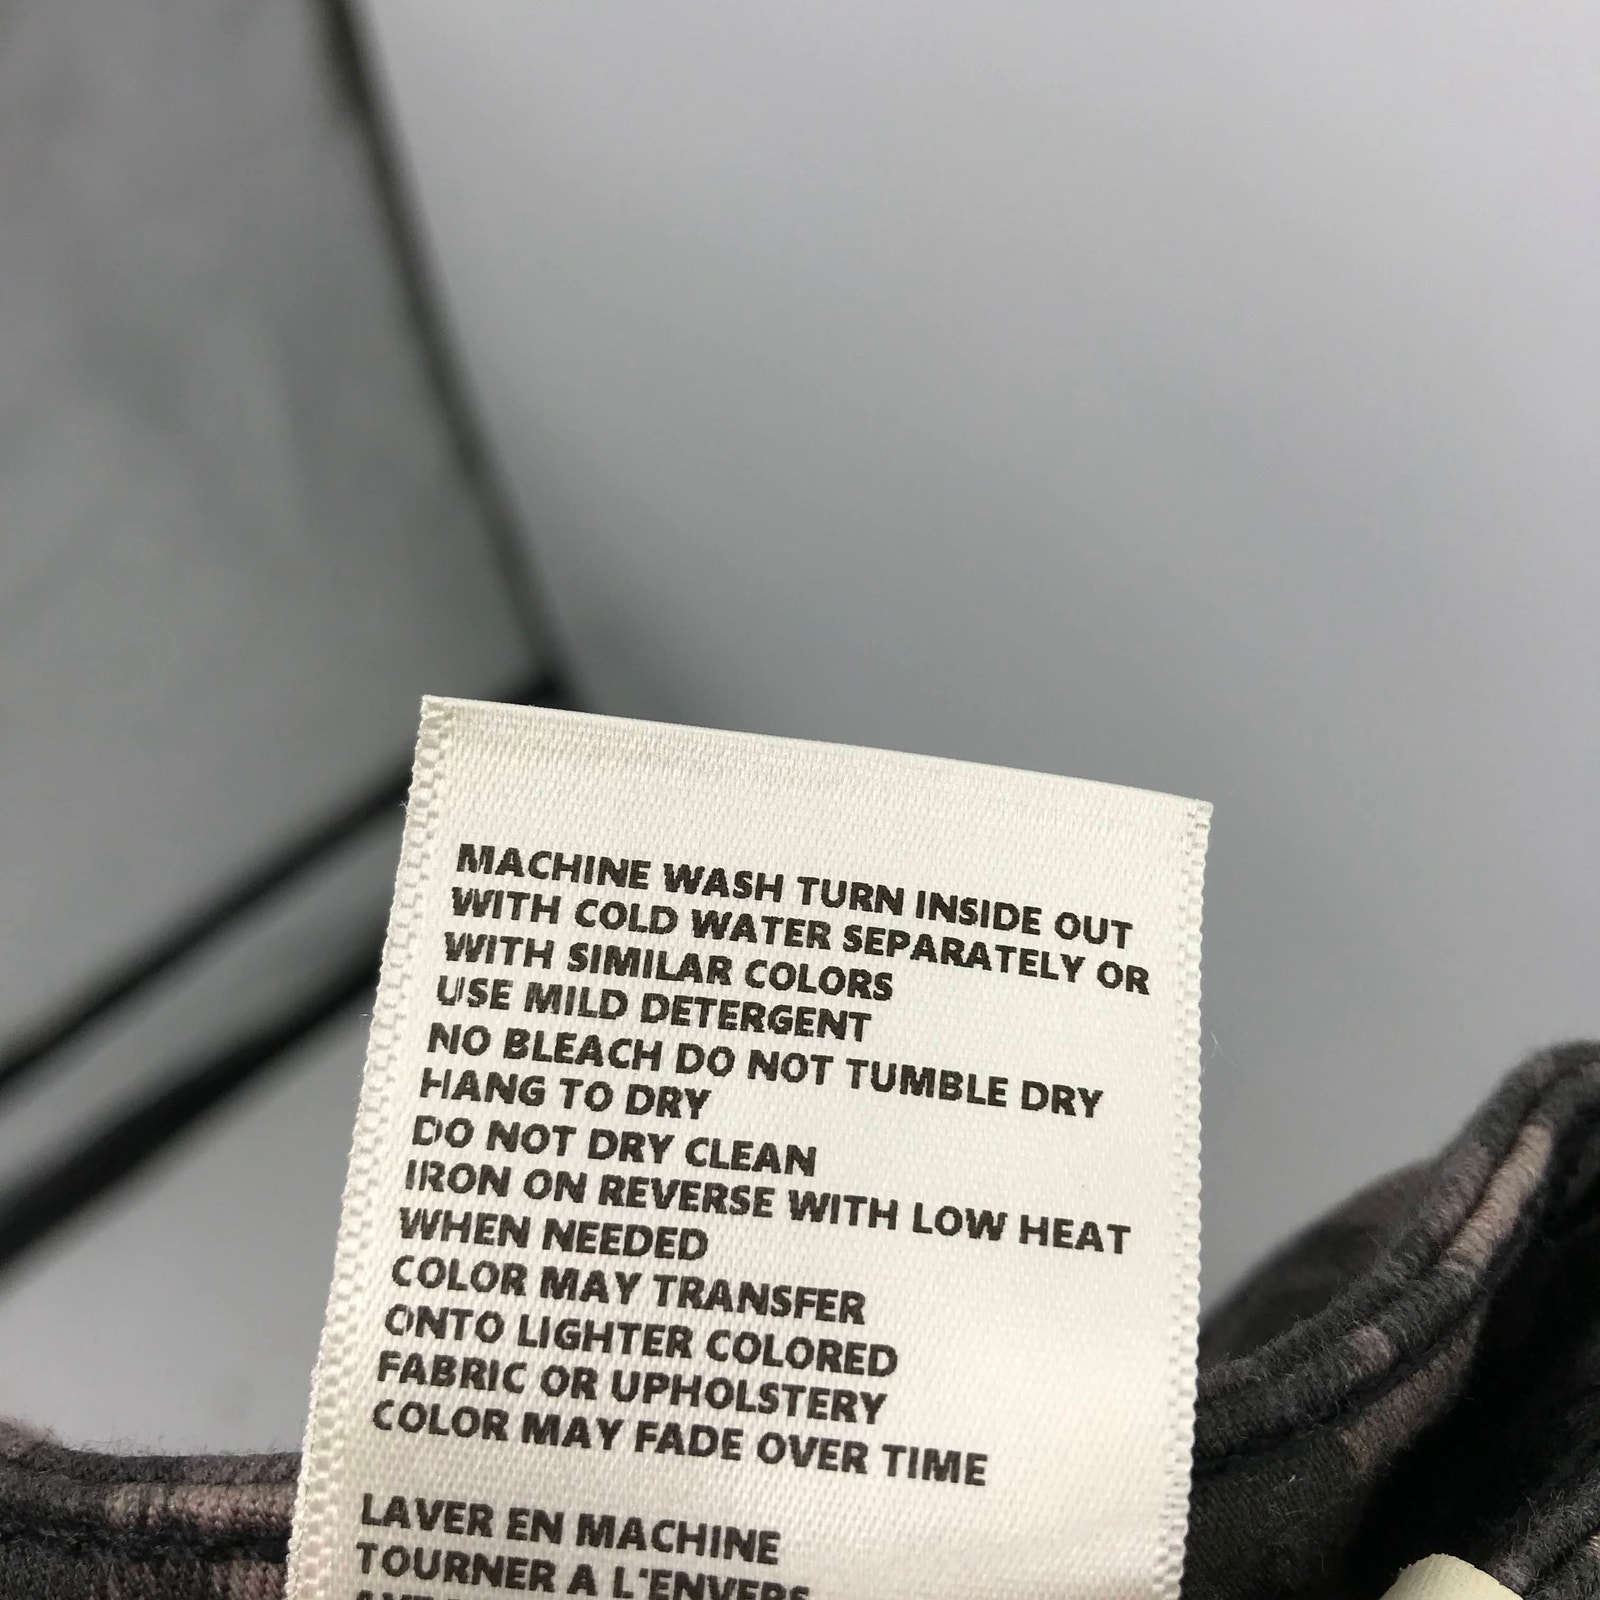 MACHINE WASH TURN INSIDE OUT
WITH COLD WATER SEPARATELY OR
WITH SIMILAR COLORS
USE MILD DETERGENT
NO BLEACH DO NOT TUMBLE DRY
HANG TO DRY
DO NOT DRY CLEAN
IRON ON REVERSE WITH LOW HEAT
WHEN NEEDED
COLOR MAY TRANSFER
ONTO LIGHTER COLORED
FABRIC OR UPHOLSTERY
COLOR MAY FADE OVER TIME
LAVER EN MACHINE
TOURNER A L'ENVERS